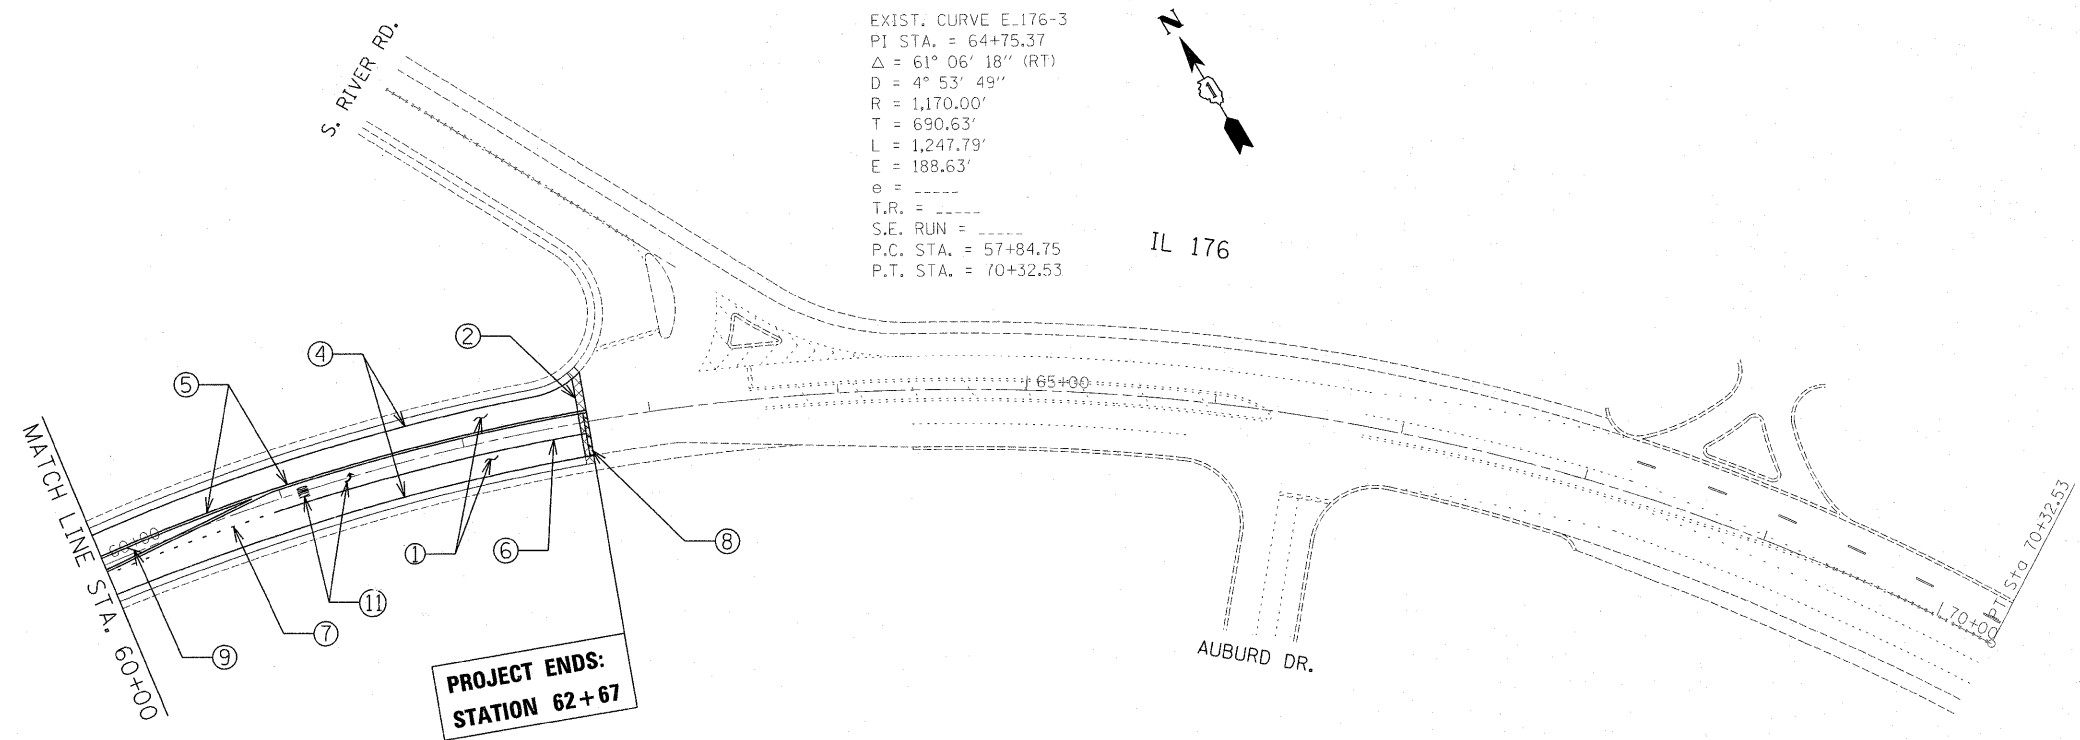 EXIST. CURVE E_176-3
PI STA. = 64+75.37
△ = 61° 06' 18" (RT)
D = 4° 53' 49"
R = 1,170.00'
T = 690.63'
L = 1,247.79'
E = 188.63'
e = _____
T.R. = _____
S.E. RUN = _____
P.C. STA. = 57+84.75
P.T. STA. = 70+32.53
N
S. RIVER RD.
IL 176
2
4
5
65+00
MATCH LINE STA. 60+00
60+00
1
6
8
11
7
9
PROJECT ENDS:
STATION 62+67
AUBURD DR.
70+00
PT Sta 70+32.53